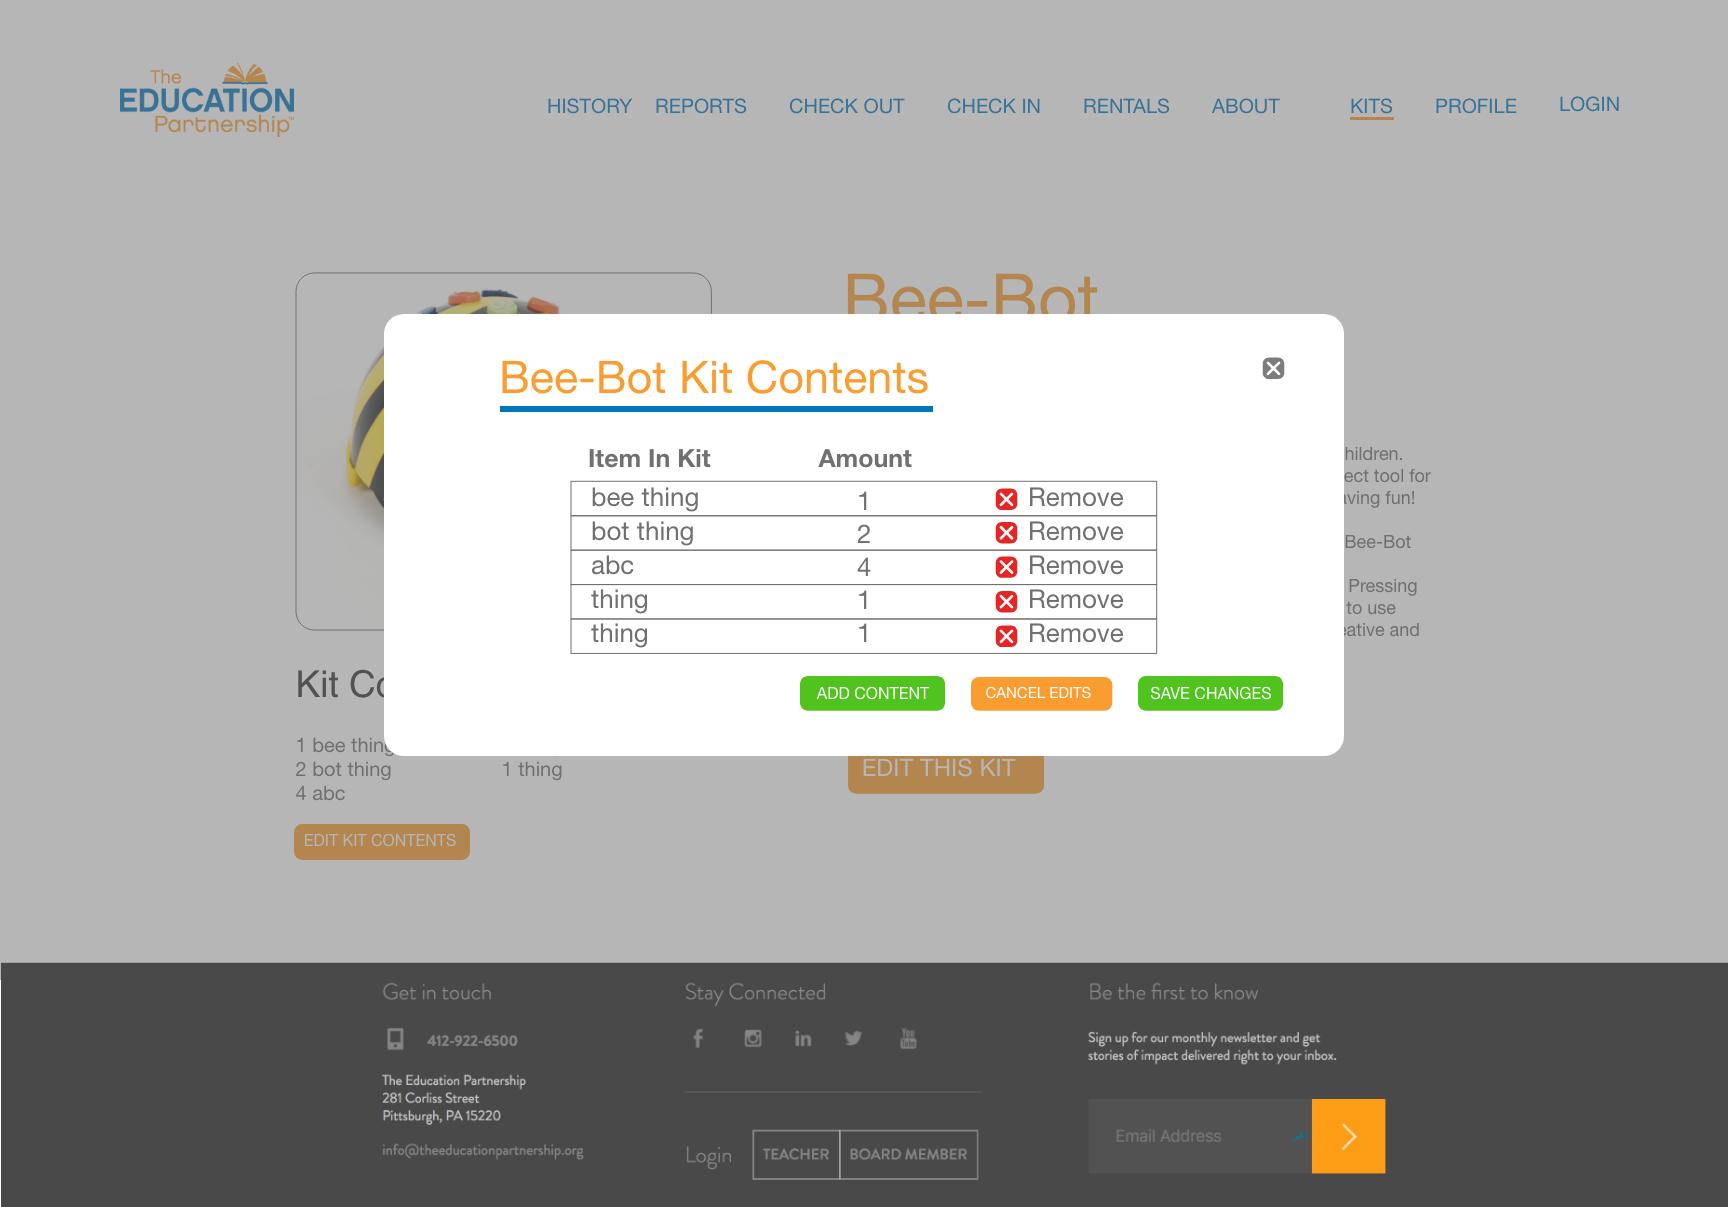 The
EDUCATION
Partnership™
HISTORY REPORTS CHECK OUT CHECK IN RENTALS ABOUT KITS PROFILE LOGIN
Bee-Bot
Bee-Bot Kit Contents
Item In Kit Amount
bee thing 1 Remove
bot thing 2 Remove
abc 4 Remove
thing 1 Remove
thing 1 Remove
ADD CONTENT CANCEL EDITS SAVE CHANGES
tool for
fun!
Bee-Bot
Pressing
to use
and
Kit
1 bee thing
2 bot thing
4 abc
1 thing
EDIT KIT CONTENTS
EDIT THIS KIT
Get in touch
412-922-6500
The Education Partnership
281 Corliss Street
Pittsburgh, PA 15220
info@theeducationpartnership.org
Stay Connected
You
Tube
Login TEACHER BOARD MEMBER
Be the first to know
Sign up for our monthly newsletter and get
stories of impact delivered right to your inbox.
Email Address